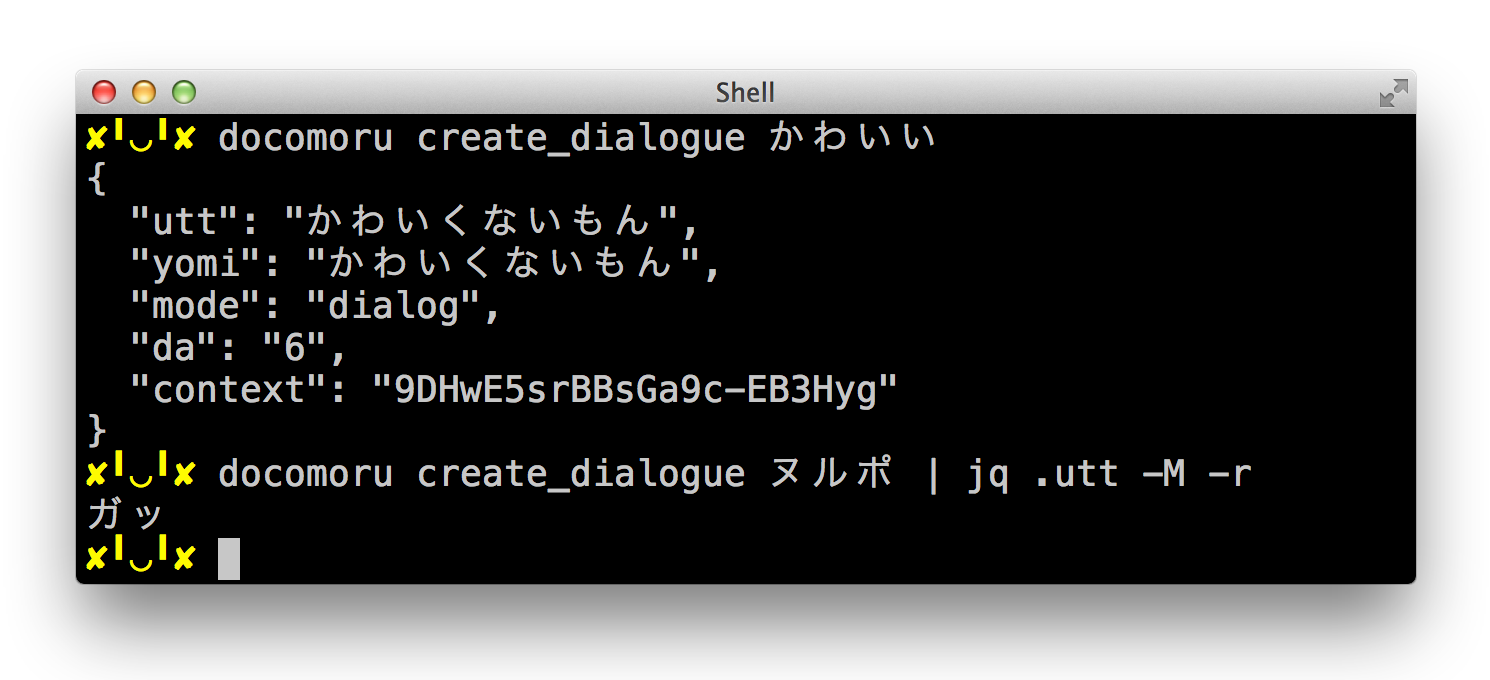 Shell
✘╹◡╹✘ docomoru create_dialogue かわいい
{
  "utt": "かわいくないもん",
  "yomi": "かわいくないもん",
  "mode": "dialog",
  "da": "6",
  "context": "9DHwE5srBBsGa9c-EB3Hyg"
}
✘╹◡╹✘ docomoru create_dialogue ヌルポ | jq .utt -M -r
ガッ
✘╹◡╹✘